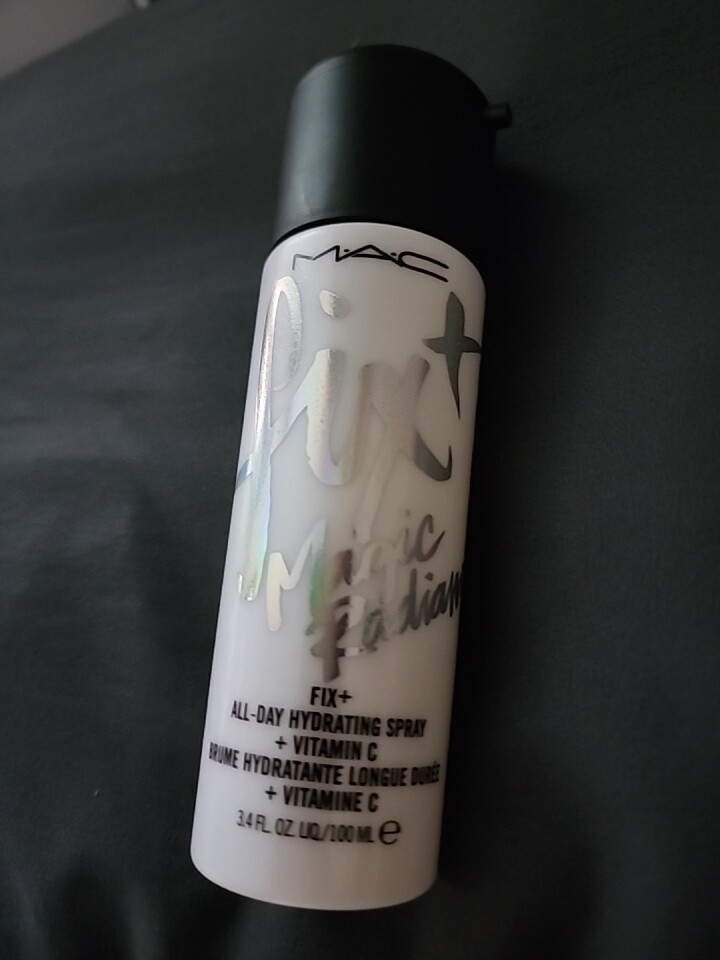 M·A·C
fix+
Magic
Radian
FIX+
ALL-DAY HYDRATING SPRAY
+ VITAMIN C
BRUME HYDRATANTE LONGUE DURÉE
+ VITAMINE C
3.4 FL. OZ. LIQ./100 ML e